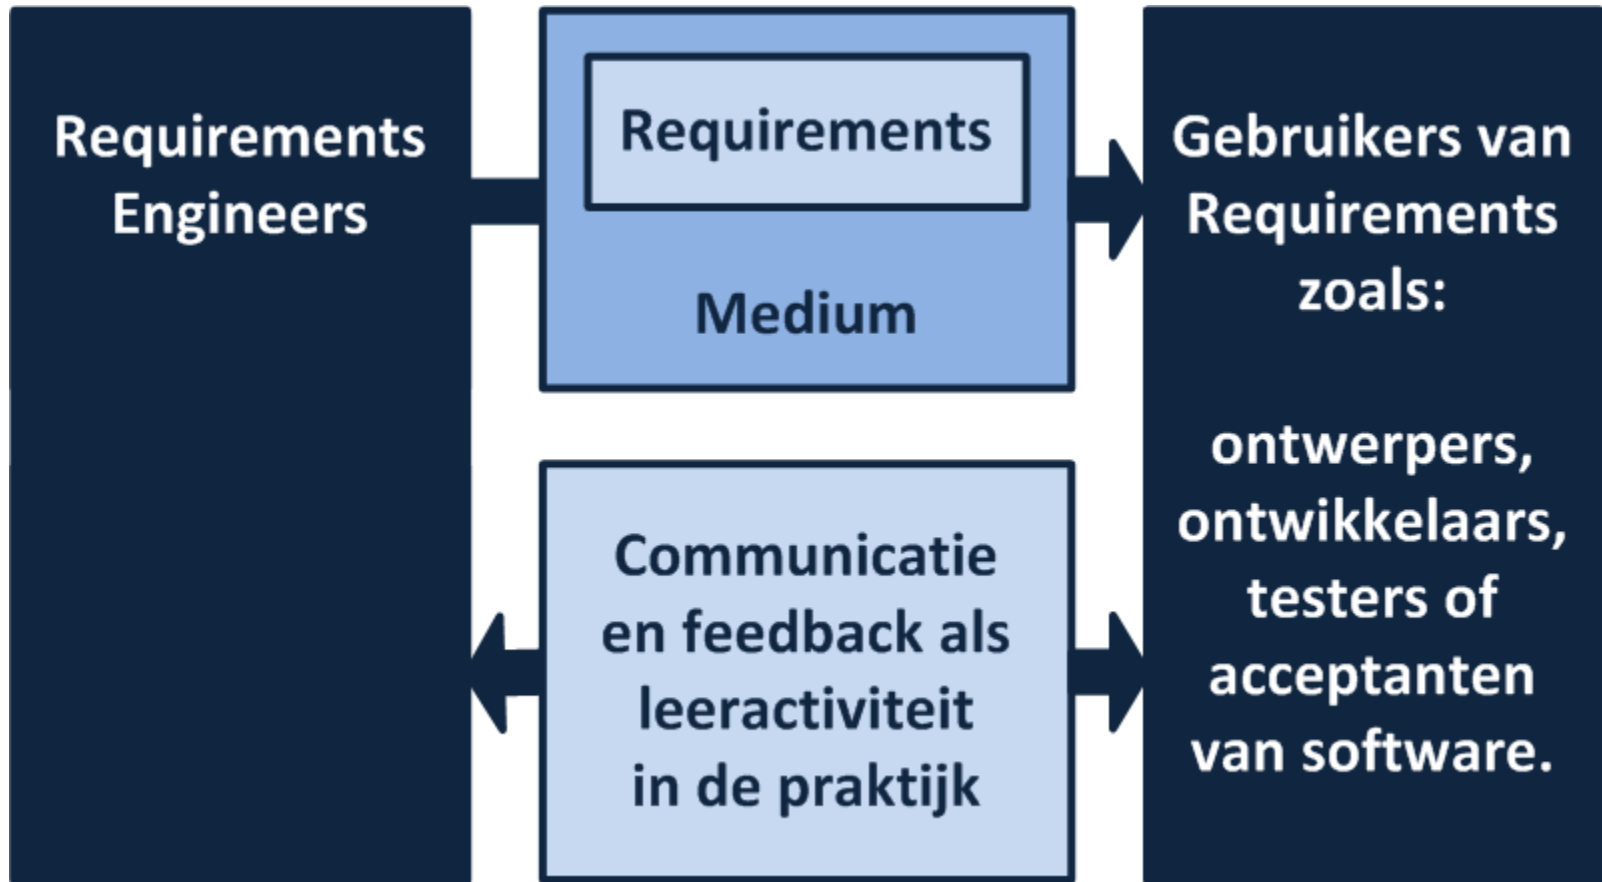 Requirements
Engineers
Requirements
Medium
Communicatie
en feedback als
leeractiviteit
in de praktijk
Gebruikers van
Requirements
zoals:
ontwerpers,
ontwikkelaars,
testers of
acceptanten
van software.